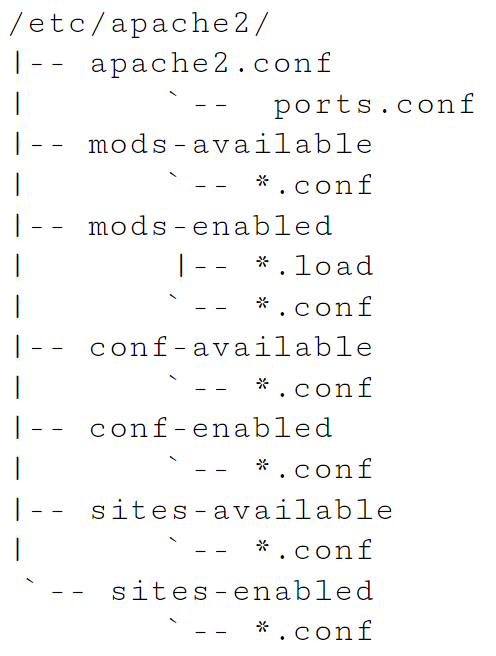 /etc/apache2/
|-- apache2.conf
|       `--  ports.conf
|-- mods-available
|       `-- *.conf
|-- mods-enabled
|       |-- *.load
|       `-- *.conf
|-- conf-available
|       `-- *.conf
|-- conf-enabled
|       `-- *.conf
|-- sites-available
|       `-- *.conf
 `-- sites-enabled
        `-- *.conf